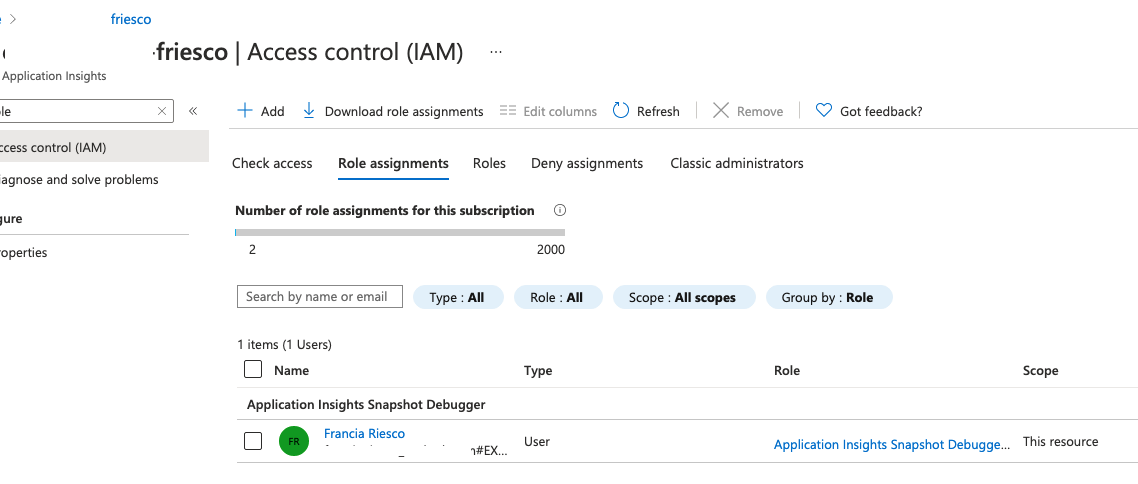 friesco
friesco | Access control (IAM) ...
Application Insights
Add Download role assignments Edit columns Refresh Remove Got feedback?
ccess control (IAM)
Check access Role assignments Roles Deny assignments Classic administrators
iagnose and solve problems
Number of role assignments for this subscription
gure
2 2000
roperties
Search by name or email Type : All Role : All Scope : All scopes Group by : Role
1 items (1 Users)
Name Type Role Scope
Application Insights Snapshot Debugger
FR Francia Riesco User Application Insights Snapshot Debugge... This resource
n#EX...